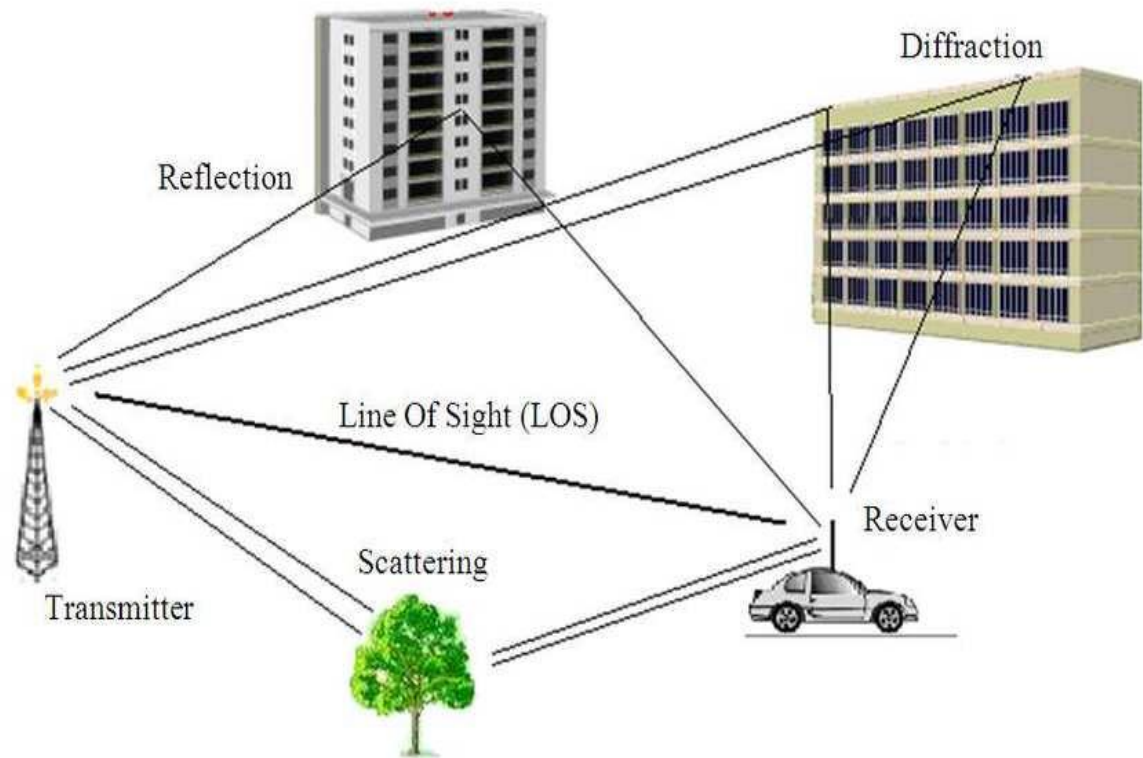 Diffraction
Reflection
Line Of Sight (LOS)
Receiver
Scattering
Transmitter